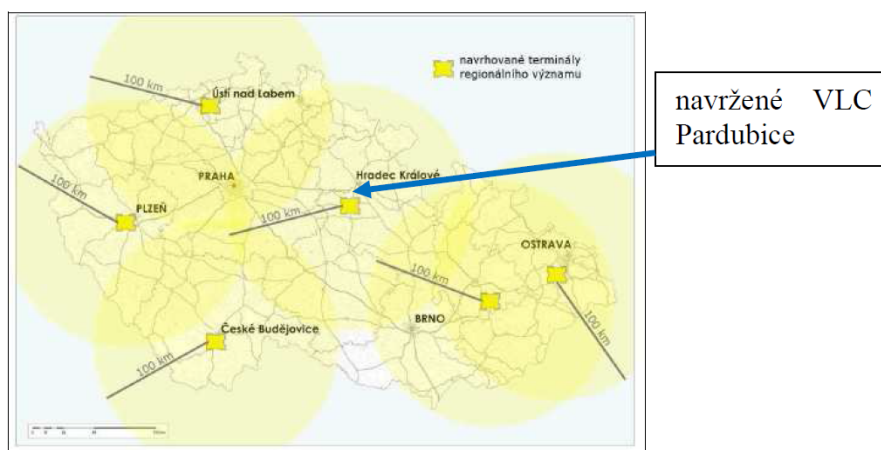 navrhované terminály
regionálního významu
100 km
Ústí nad Labem
navržené VLC
Pardubice
Hradec Králové
PRAHA
100 km
PLZEŇ
100 km
OSTRAVA
100 km
BRNO
100 km
České Budějovice
100 km